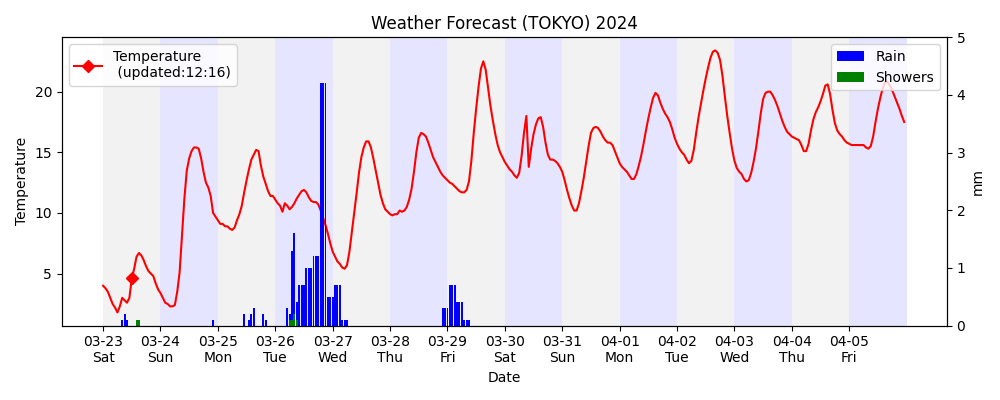 Weather Forecast (TOKYO) 2024
Temperature
(updated:12:16)
Rain
Showers
Temperature
20
15
10
5
5
4
3
2
1
0
mm
03-23 03-24 03-25 03-26 03-27 03-28 03-29 03-30 03-31 04-01 04-02 04-03 04-04 04-05
Sat Sun Mon Tue Wed Thu Fri Sat Sun Mon Tue Wed Thu Fri
Date